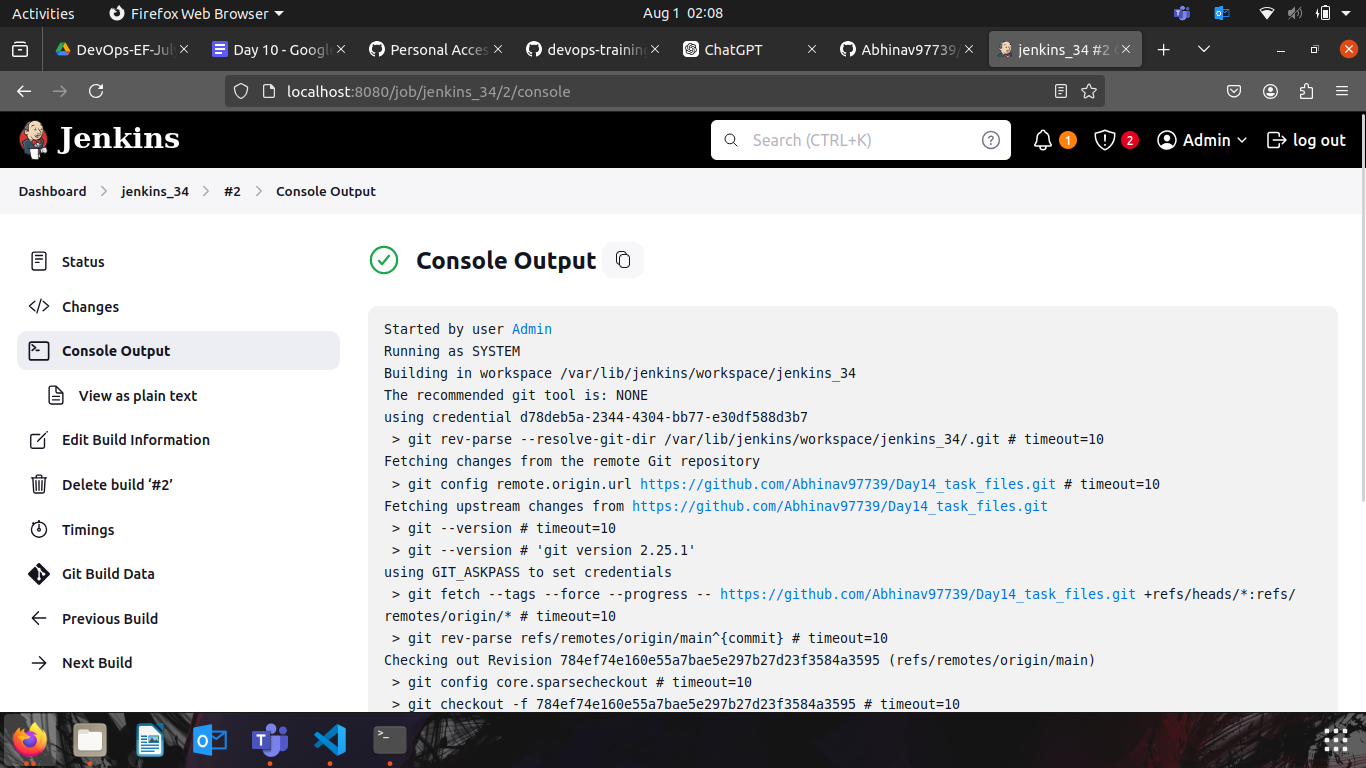 Activities
Firefox Web Browser
Aug 1 02:08
DevOps-EF-Jul
Day 10 - Googl
Personal Acces
devops-trainin
ChatGPT
Abhinav97739/
jenkins_34 #2 C
localhost:8080/job/jenkins_34/2/console
Jenkins
Search (CTRL+K)
1
2
Admin
log out
Dashboard
jenkins_34
#2
Console Output
Status
Changes
Console Output
View as plain text
Edit Build Information
Delete build ‘#2’
Timings
Git Build Data
Previous Build
Next Build
Console Output
Started by user Admin
Running as SYSTEM
Building in workspace /var/lib/jenkins/workspace/jenkins_34
The recommended git tool is: NONE
using credential d78deb5a-2344-4304-bb77-e30df588d3b7
> git rev-parse --resolve-git-dir /var/lib/jenkins/workspace/jenkins_34/.git # timeout=10
Fetching changes from the remote Git repository
> git config remote.origin.url https://github.com/Abhinav97739/Day14_task_files.git # timeout=10
Fetching upstream changes from https://github.com/Abhinav97739/Day14_task_files.git
> git --version # timeout=10
> git --version # 'git version 2.25.1'
using GIT_ASKPASS to set credentials
> git fetch --tags --force --progress -- https://github.com/Abhinav97739/Day14_task_files.git +refs/heads/*:refs/
remotes/origin/* # timeout=10
> git rev-parse refs/remotes/origin/main^{commit} # timeout=10
Checking out Revision 784ef74e160e55a7bae5e297b27d23f3584a3595 (refs/remotes/origin/main)
> git config core.sparsecheckout # timeout=10
> git checkout -f 784ef74e160e55a7bae5e297b27d23f3584a3595 # timeout=10